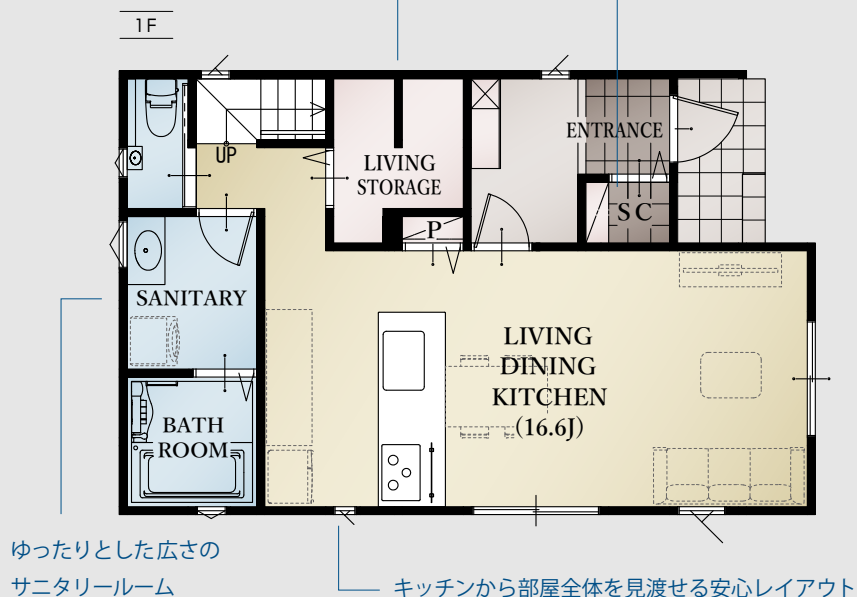 1F
ENTRANCE
UP
LIVING
STORAGE
SC
P
SANITARY
LIVING
DINING
KITCHEN
(16.6J)
BATH
ROOM
ゆったりとした広さの
サニタリールーム
キッチンから部屋全体を見渡せる安心レイアウト